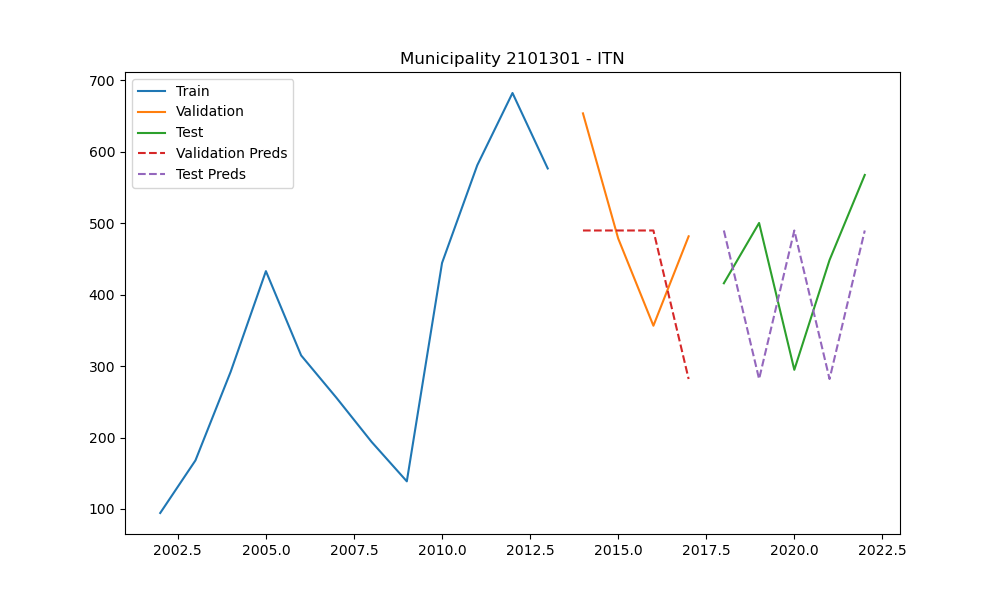 Municipality 2101301 - ITN
700
600
500
400
300
200
100
Train
Validation
Test
Validation Preds
Test Preds
2002.5 2005.0 2007.5 2010.0 2012.5 2015.0 2017.5 2020.0 2022.5